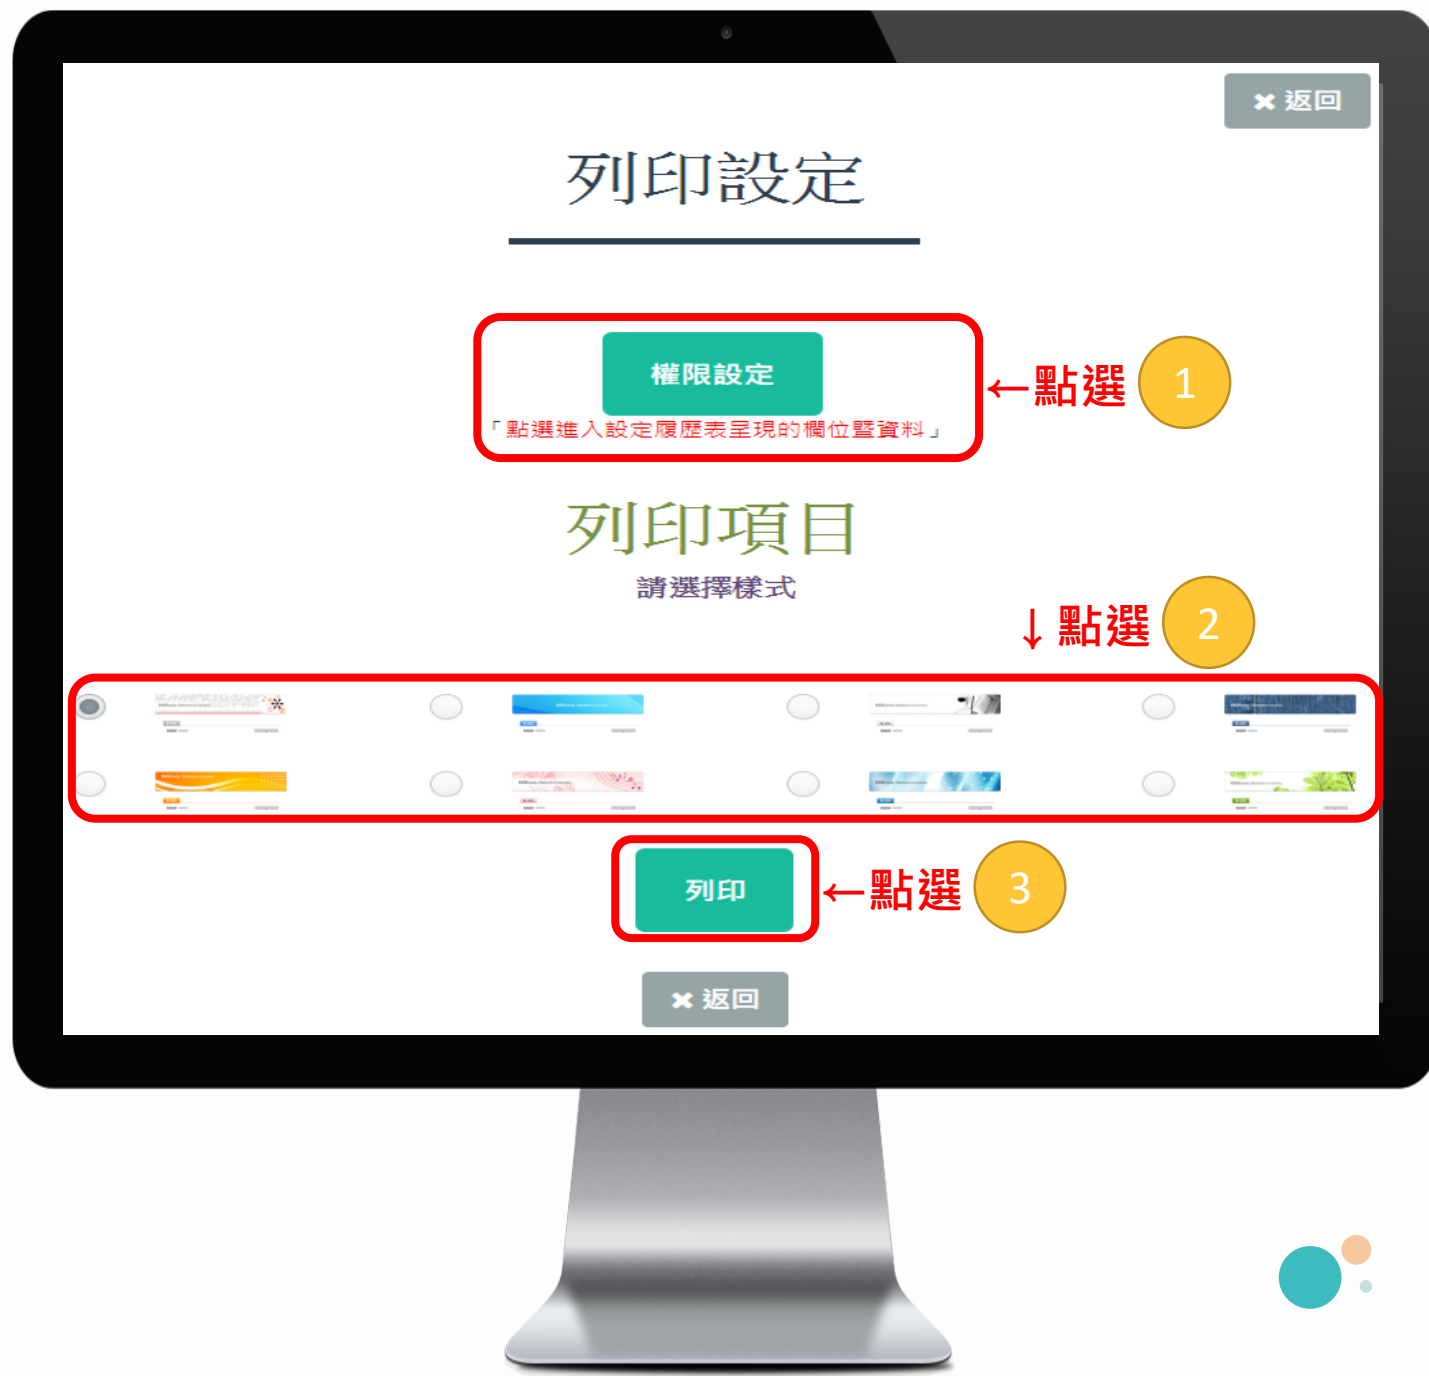 ✖ 返回
列印設定
權限設定
←點選 1
「點選進入設定履歷表呈現的欄位暨資料」
列印項目
請選擇樣式
↓點選 2
列印
←點選 3
✖ 返回